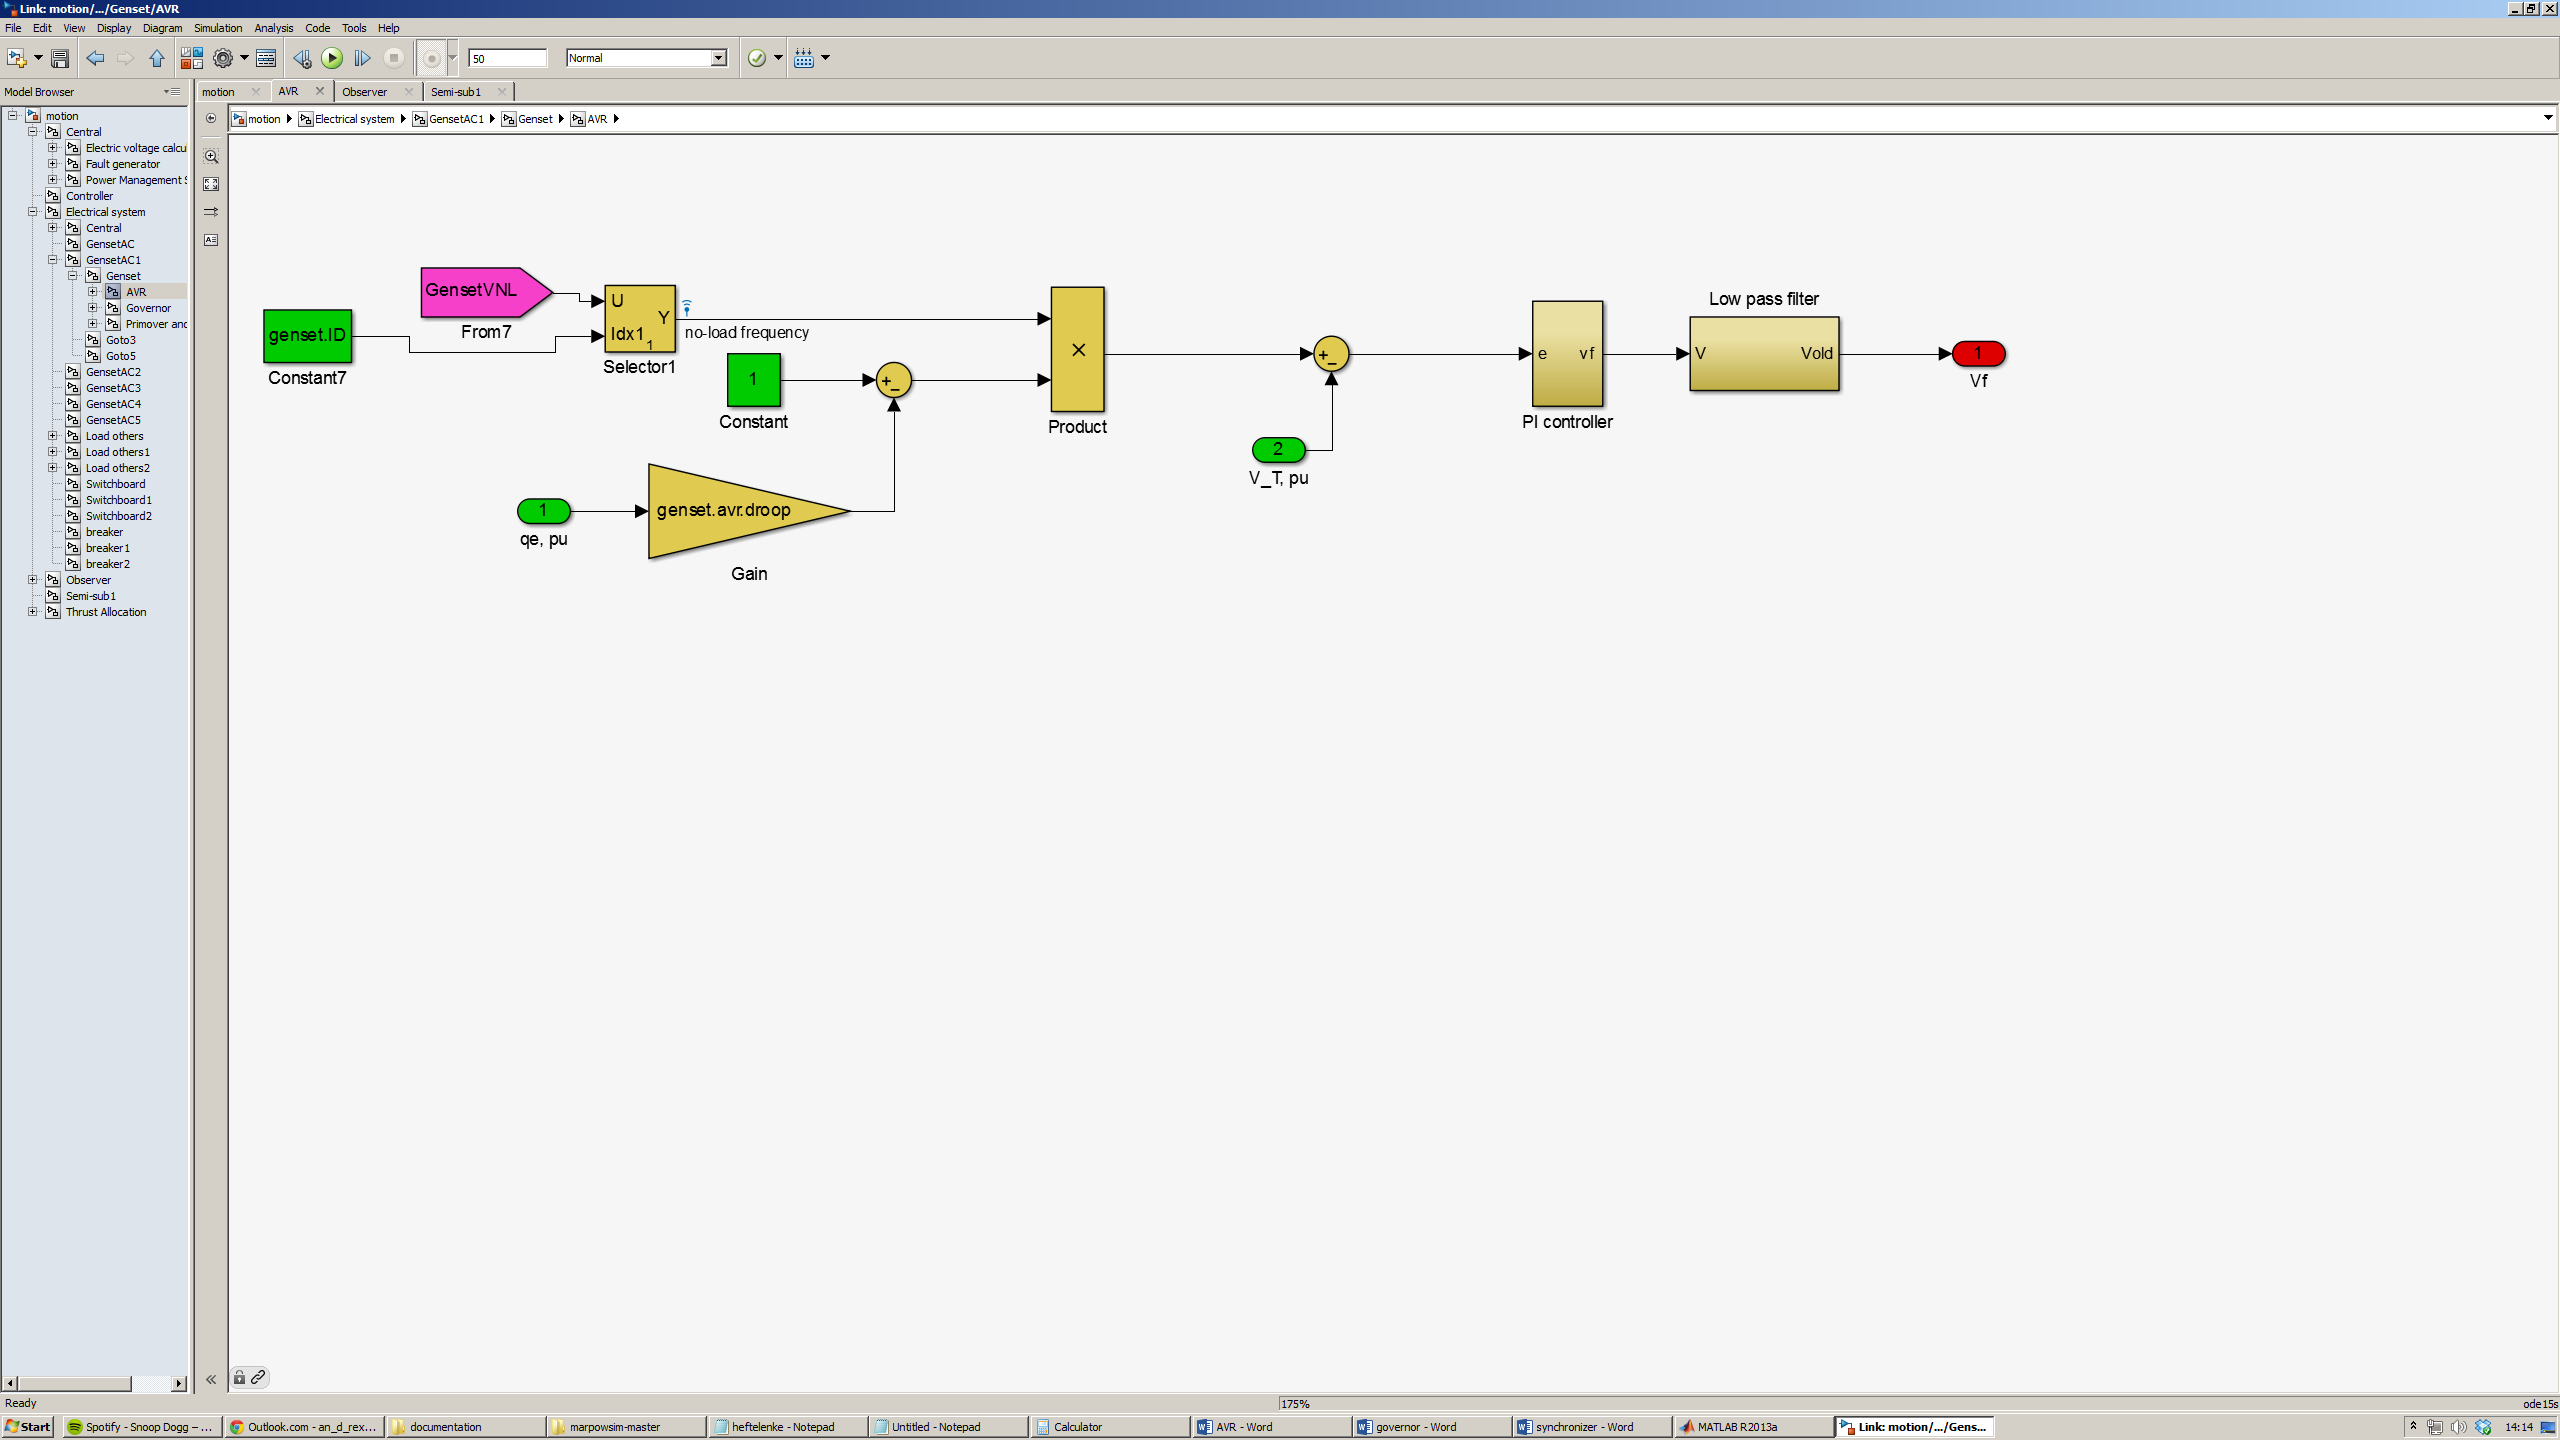 Link: motion/.../Genset/AVR
File Edit View Display Diagram Simulation Analysis Code Tools Help
50 Normal
Model Browser
motion AVR Observer Semi-sub1
motion Electrical system GensetAC1 Genset AVR
motion
Central
Electric voltage calcu
Fault generator
Power Management S
Controller
Electrical system
Central
GensetAC
GensetAC1
Genset
AVR
Governor
Primover and
Goto3
Goto5
GensetAC2
GensetAC3
GensetAC4
GensetAC5
Load others
Load others1
Load others2
Switchboard
Switchboard1
Switchboard2
breaker
breaker1
breaker2
Observer
Semi-sub1
Thrust Allocation
GensetVNL
From7
genset.ID
Constant7
U
Idx1
1
Y
Selector1
no-load frequency
1
Constant
+
−
1
qe, pu
genset.avr.droop
Gain
×
Product
+
−
2
V_T, pu
e vf
PI controller
Low pass filter
V Vold
1
Vf
Ready 175% ode15s
Start Spotify - Snoop Dogg – ... Outlook.com - an_d_rex... documentation marpowsim-master heftelenke - Notepad Untitled - Notepad Calculator AVR - Word governor - Word synchronizer - Word MATLAB R2013a Link: motion/.../Gens... 14:14